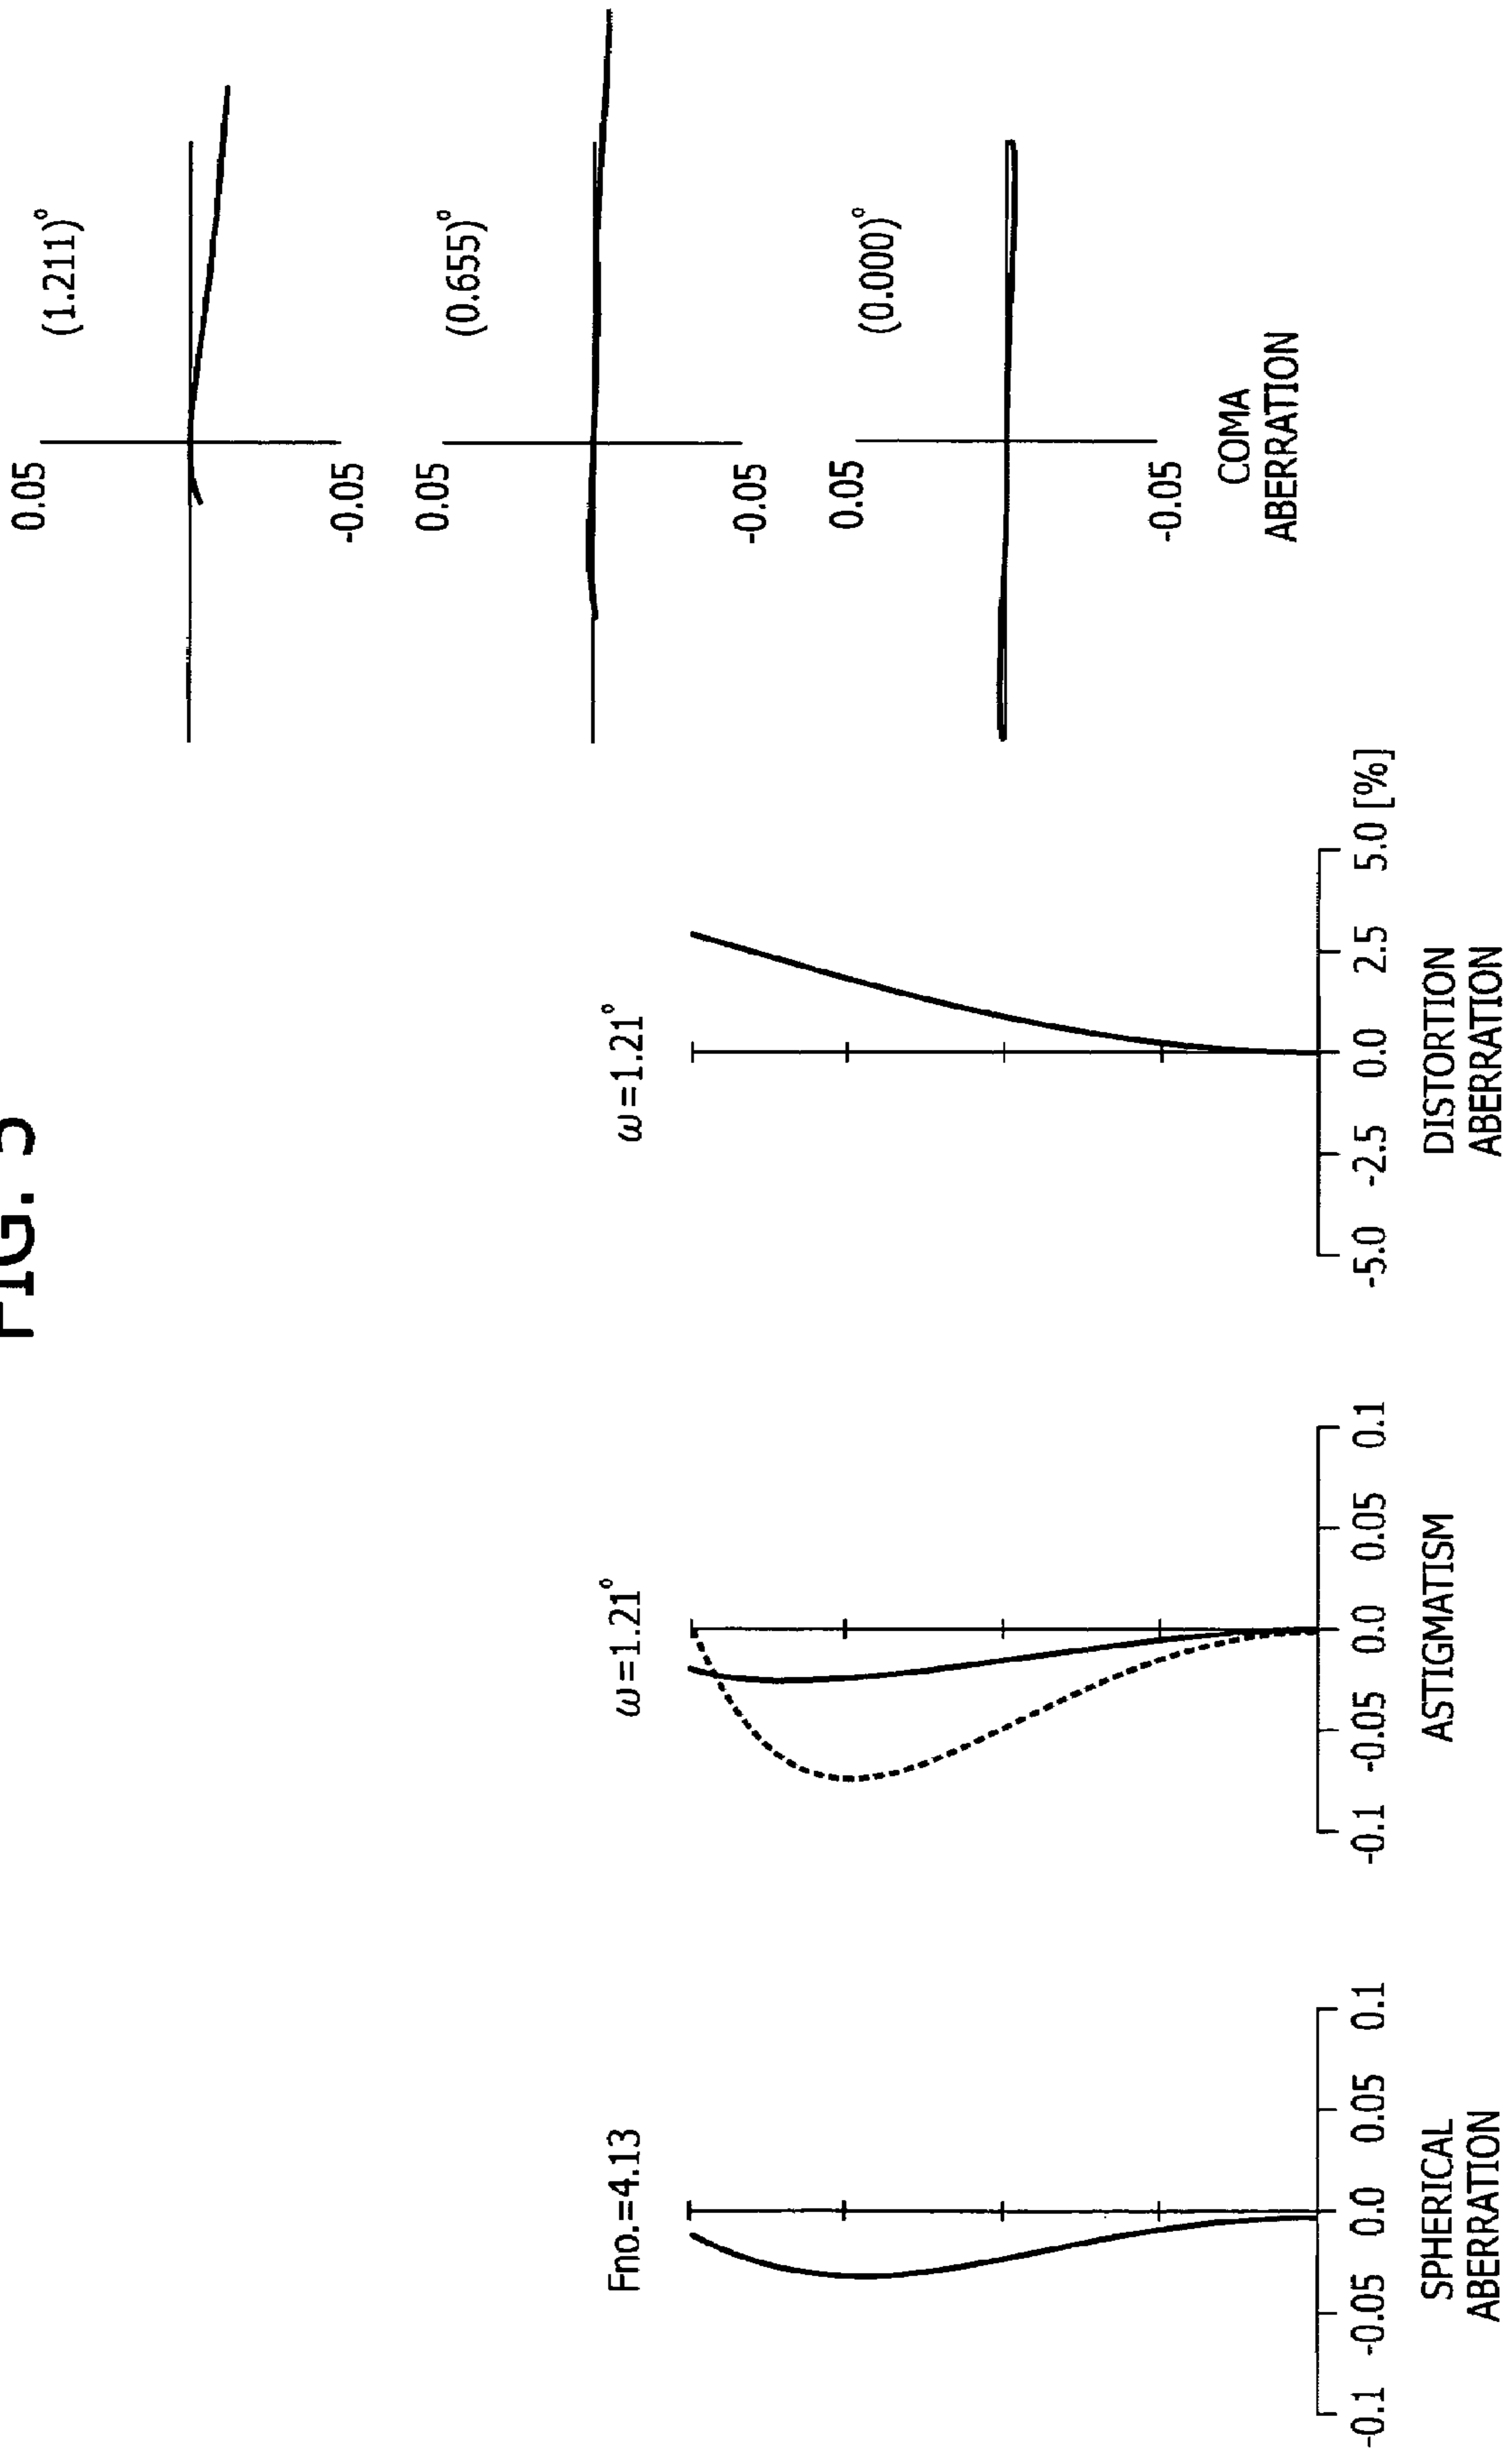 FIG.
Fno.=4.13
-0.1 -0.05 0.0 0.05 0.1
SPHERICAL
ABERRATION
ω=1.21°
-0.1 -0.05 0.0 0.05 0.1
ASTIGMATISM
ω=1.21°
-5.0 -2.5 0.0 2.5 5.0 [%]
DISTORTION
ABERRATION
0.05
(1.211)°
-0.05
0.05
(0.655)°
-0.05
0.05
(0.000)°
-0.05
COMA
ABERRATION